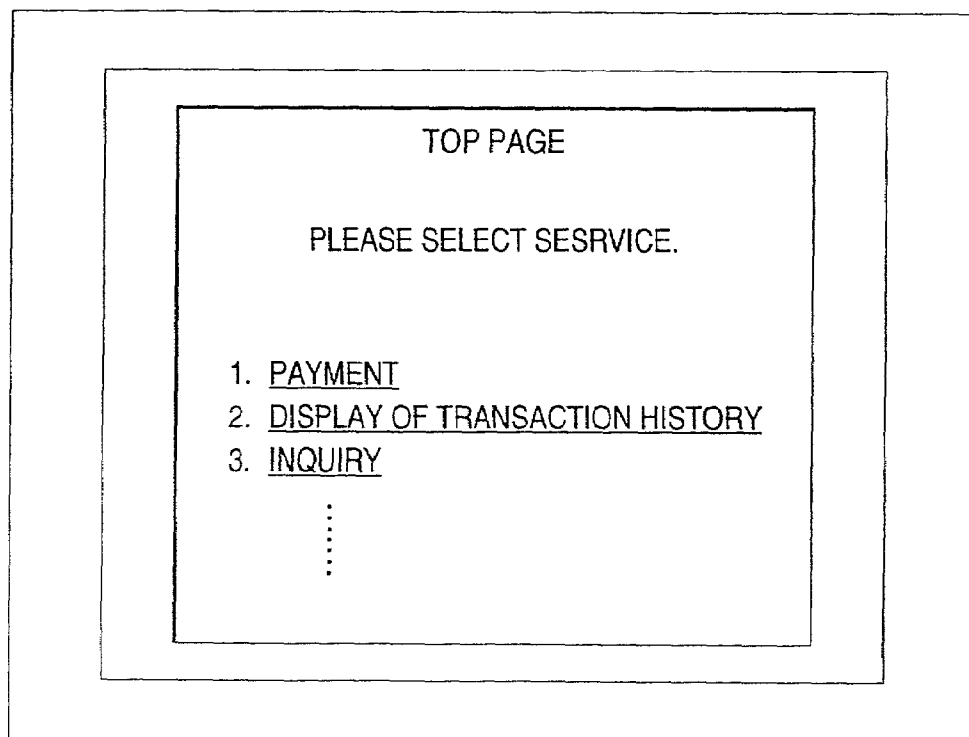 TOP PAGE
PLEASE SELECT SESRVICE.
1. PAYMENT
2. DISPLAY OF TRANSACTION HISTORY
3. INQUIRY